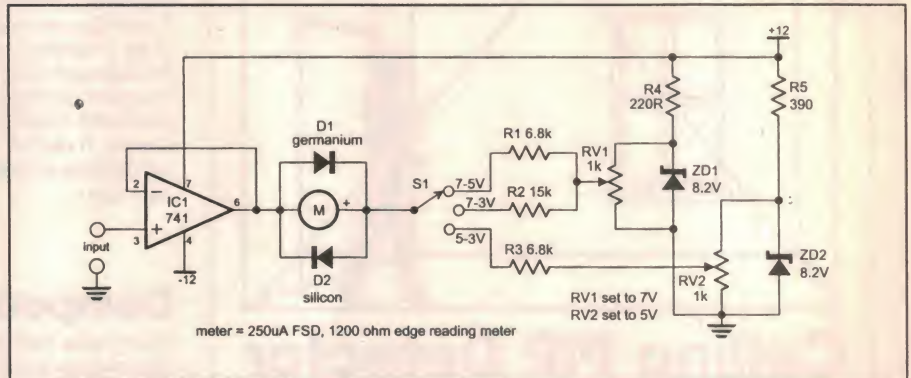 +12
R4
220R
R5
390
D1
germanium
R1 6.8k
RV1
1k
ZD1
8.2V
2
7
IC1
741
6
M
+
S1
7-5V
R2 15k
7-3V
3
4
input
-12
5-3V
R3 6.8k
D2
silicon
RV2
1k
ZD2
8.2V
RV1 set to 7V
RV2 set to 5V
meter = 250uA FSD, 1200 ohm edge reading meter